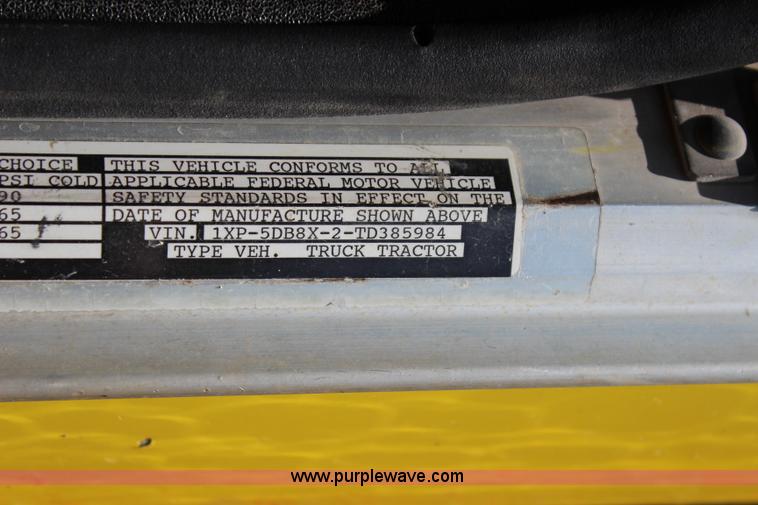 CHOICE THIS VEHICLE CONFORMS TO ALL
PSI COLD APPLICABLE FEDERAL MOTOR VEHICLE
90 SAFETY STANDARDS IN EFFECT ON THE
65 DATE OF MANUFACTURE SHOWN ABOVE
65 VIN. 1XP-5DB8X-2-TD385984
TYPE VEH. TRUCK TRACTOR
www.purplewave.com